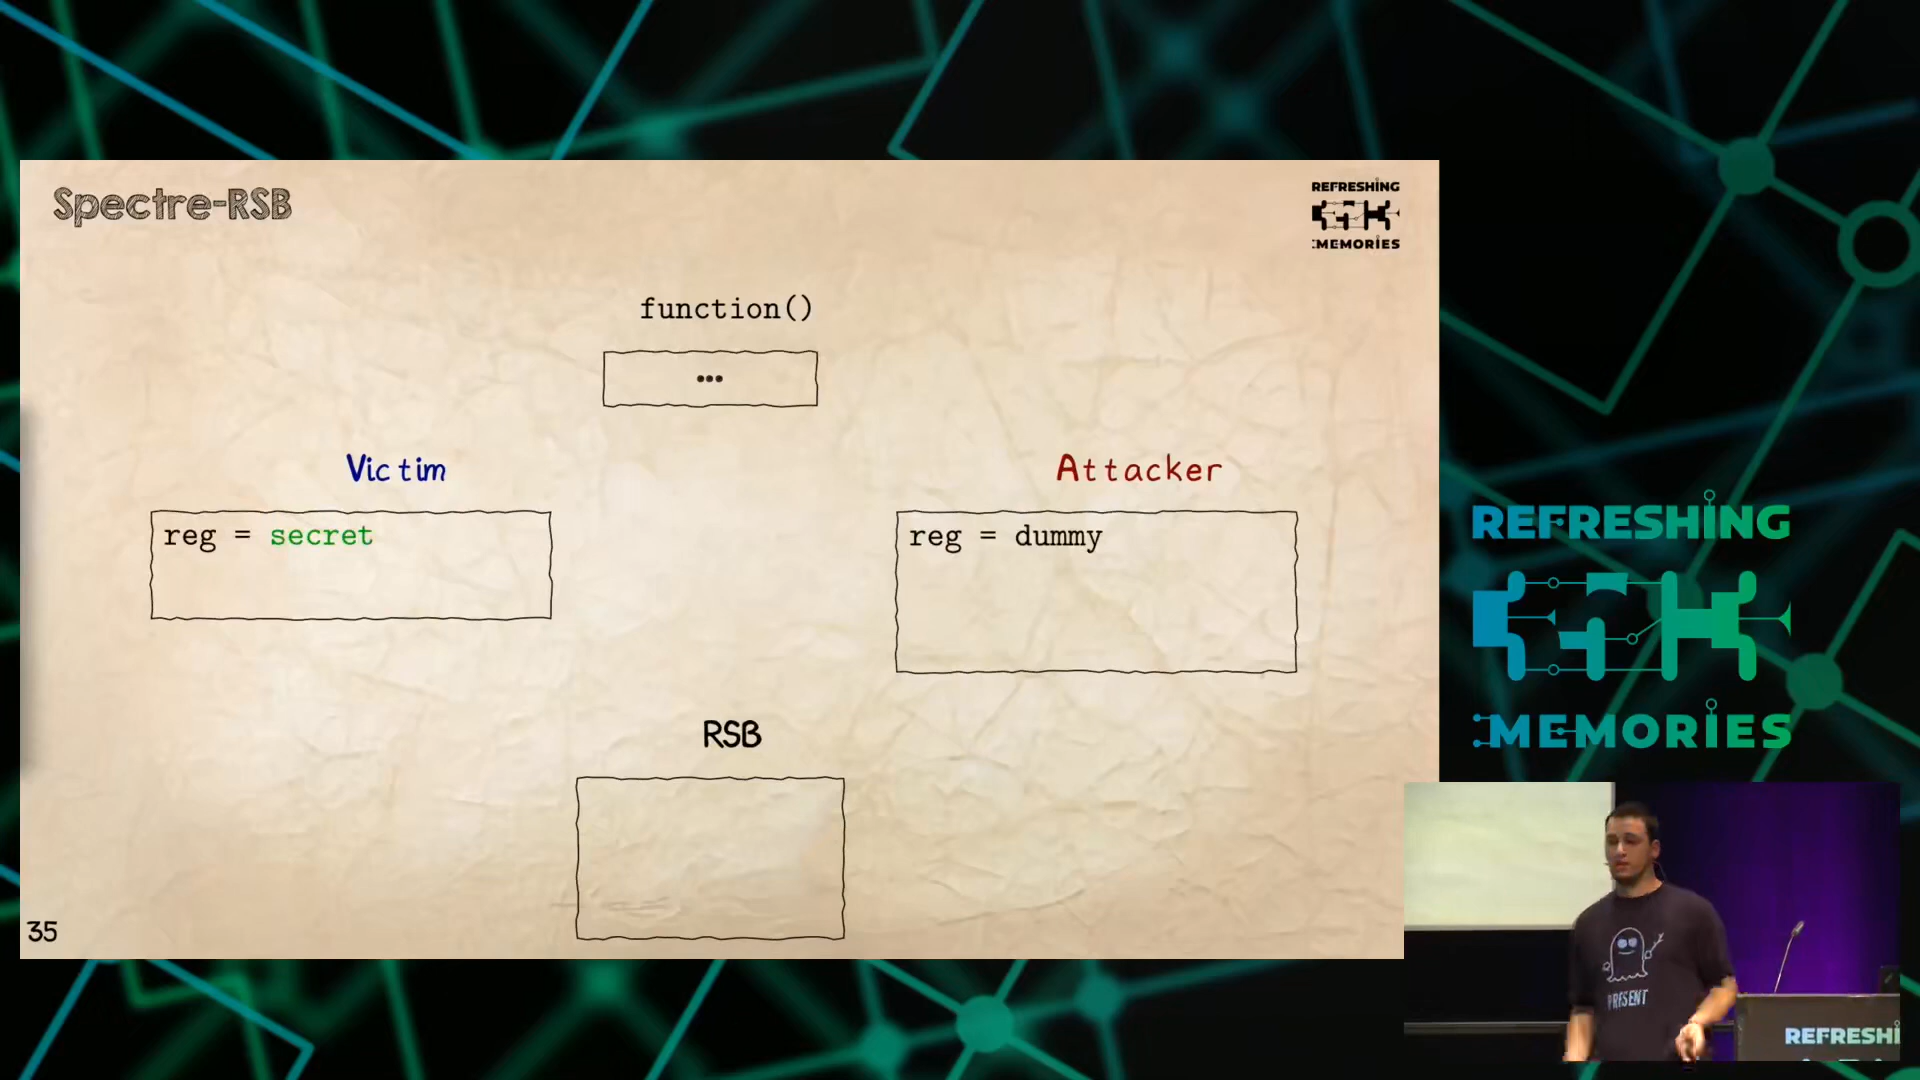 Spectre-RSB
REFRESHING
MEMORIES
function()
•••
Victim
Attacker
reg = secret
reg = dummy
RSB
35
REFRESHING
MEMORIES
PRESENT
REFRESHI